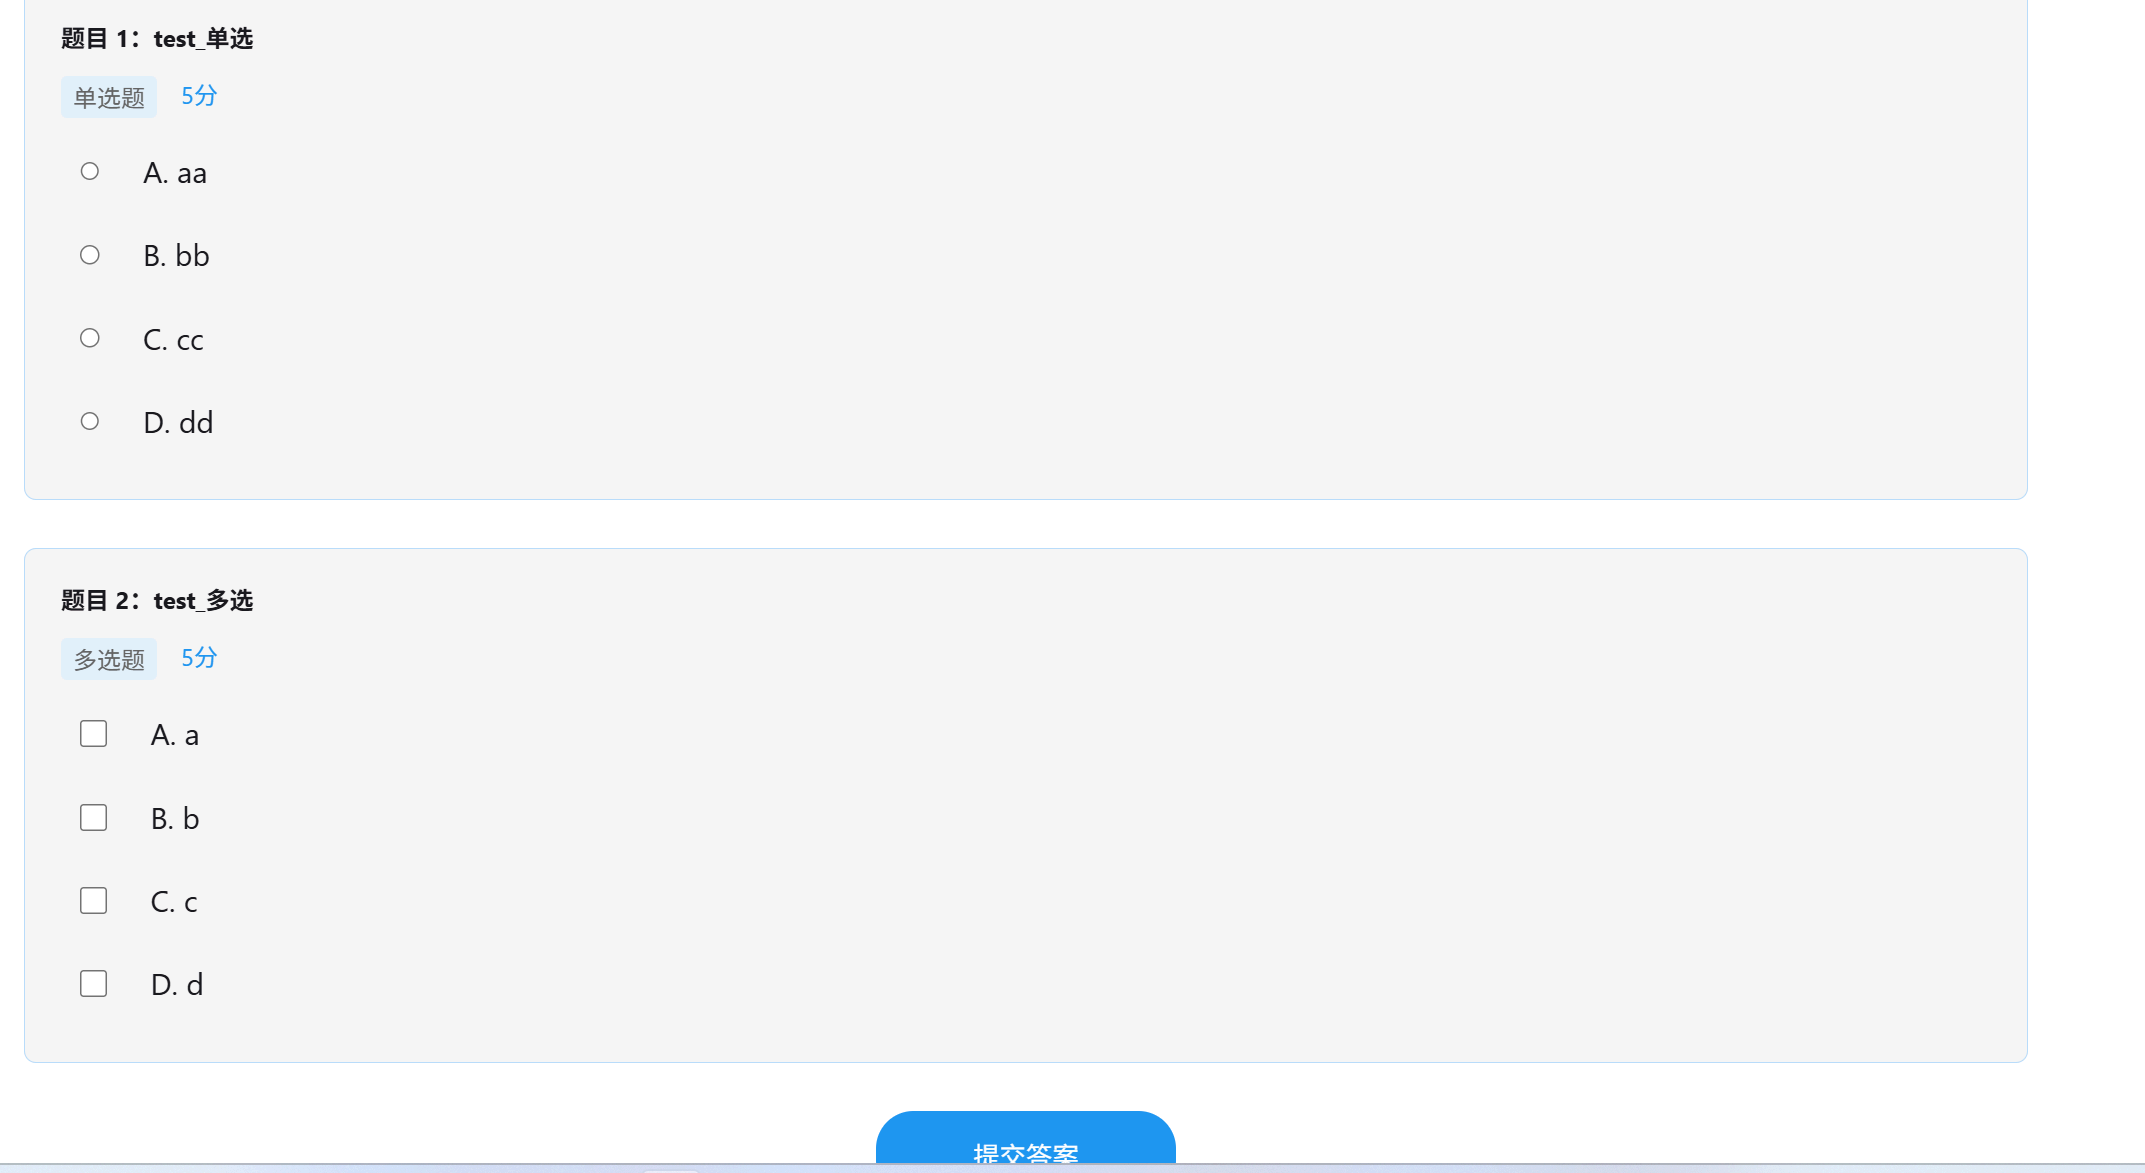 题目 1：test_单选
单选题 5分
A. aa
B. bb
C. cc
D. dd
题目 2：test_多选
多选题 5分
A. a
B. b
C. c
D. d
提交答案